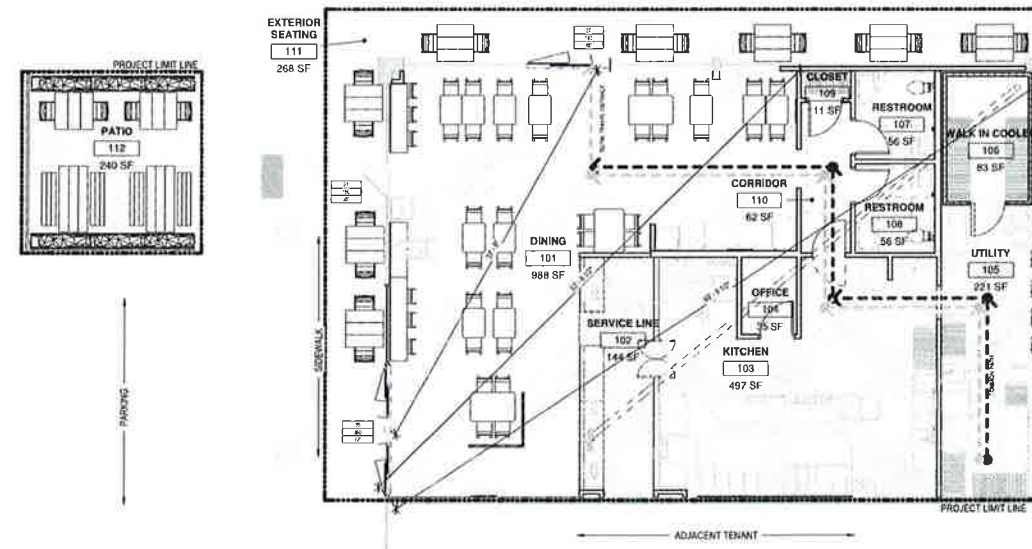 EXTERIOR
SEATING
111
268 SF
PROJECT LIMIT LINE
PATIO
112
240 SF
CLOSET
109
11 SF
RESTROOM
107
56 SF
WALK IN COOLER
106
83 SF
CORRIDOR
110
62 SF
RESTROOM
108
56 SF
DINING
101
988 SF
UTILITY
105
221 SF
OFFICE
104
35 SF
SERVICE LINE
102
144 SF
KITCHEN
103
497 SF
SIDEWALK
PARKING
PROJECT LIMIT LINE
ADJACENT TENANT